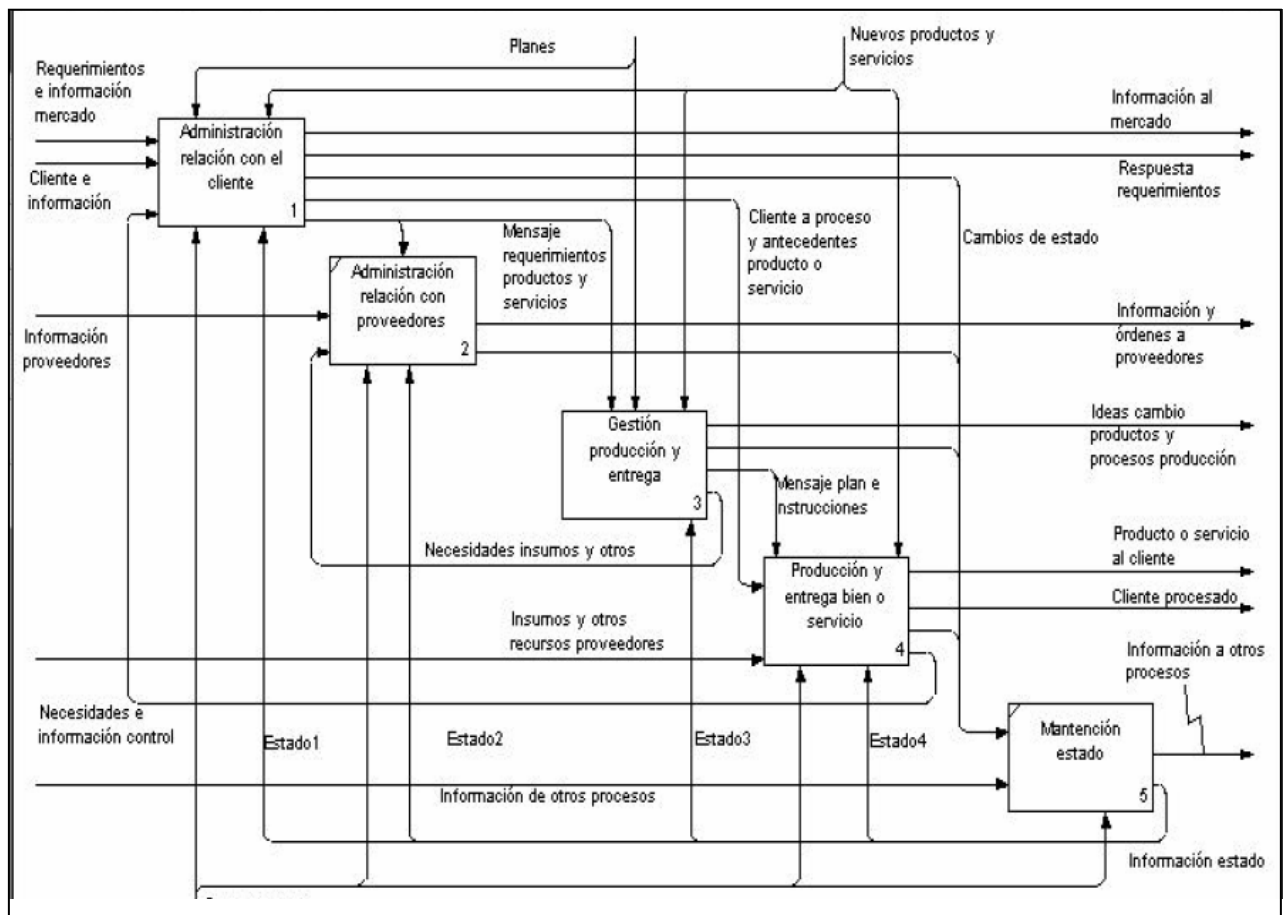 Planes
Nuevos productos y
servicios
Requerimientos
e información
mercado
Información al
mercado
Administración
relación con el
cliente
1
Respuesta
requerimientos
Cliente e
información
Mensaje
requerimientos
productos y
servicios
Cliente a proceso
y antecedentes
producto o
servicio
Cambios de estado
Administración
relación con
proveedores
2
Información
proveedores
Información y
órdenes a
proveedores
Gestión
producción y
entrega
3
Ideas cambio
productos y
procesos producción
Mensaje plan e
nstrucciones
Necesidades insumos y otros
Producción y
entrega bien o
servicio
4
Producto o servicio
al cliente
Cliente procesado
Insumos y otros
recursos proveedores
Información a otros
procesos
Necesidades e
información control
Estado1
Estado2
Estado3
Estado4
Mantención
estado
5
Información de otros procesos
Información estado